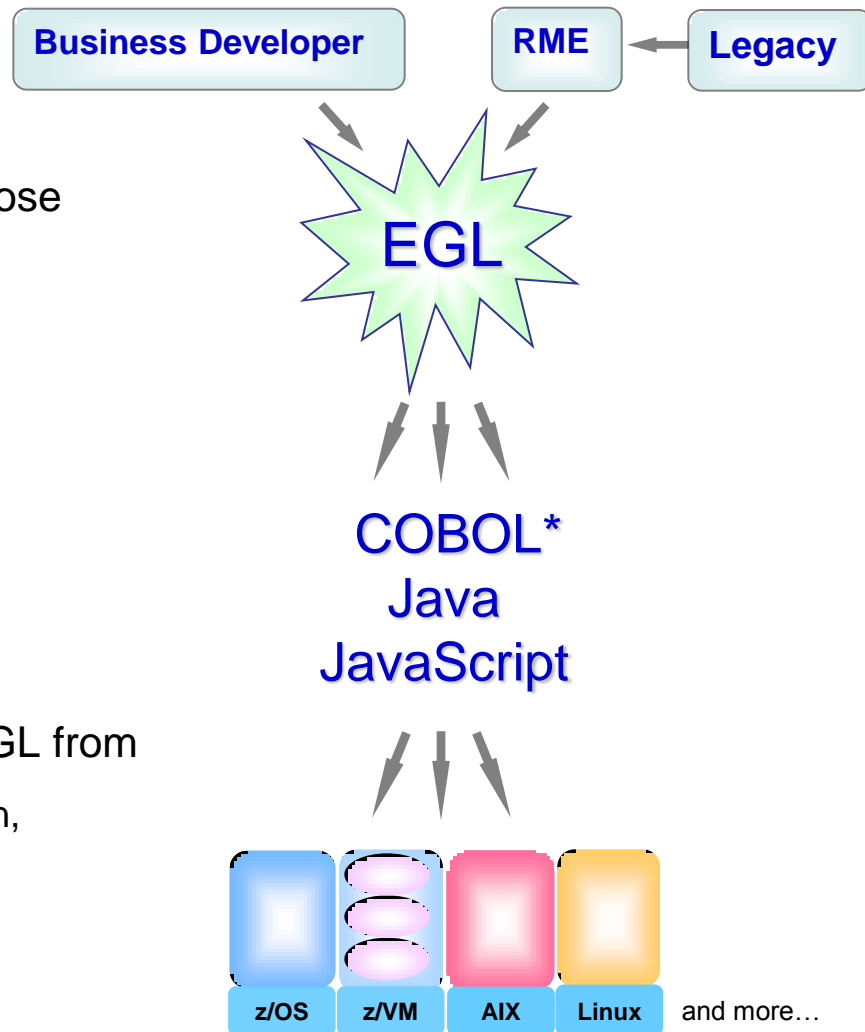 Business Developer
RME
Legacy
ose
EGL
COBOL*
Java
JavaScript
GL from
n,
z/OS
z/VM
AIX
Linux
and more…